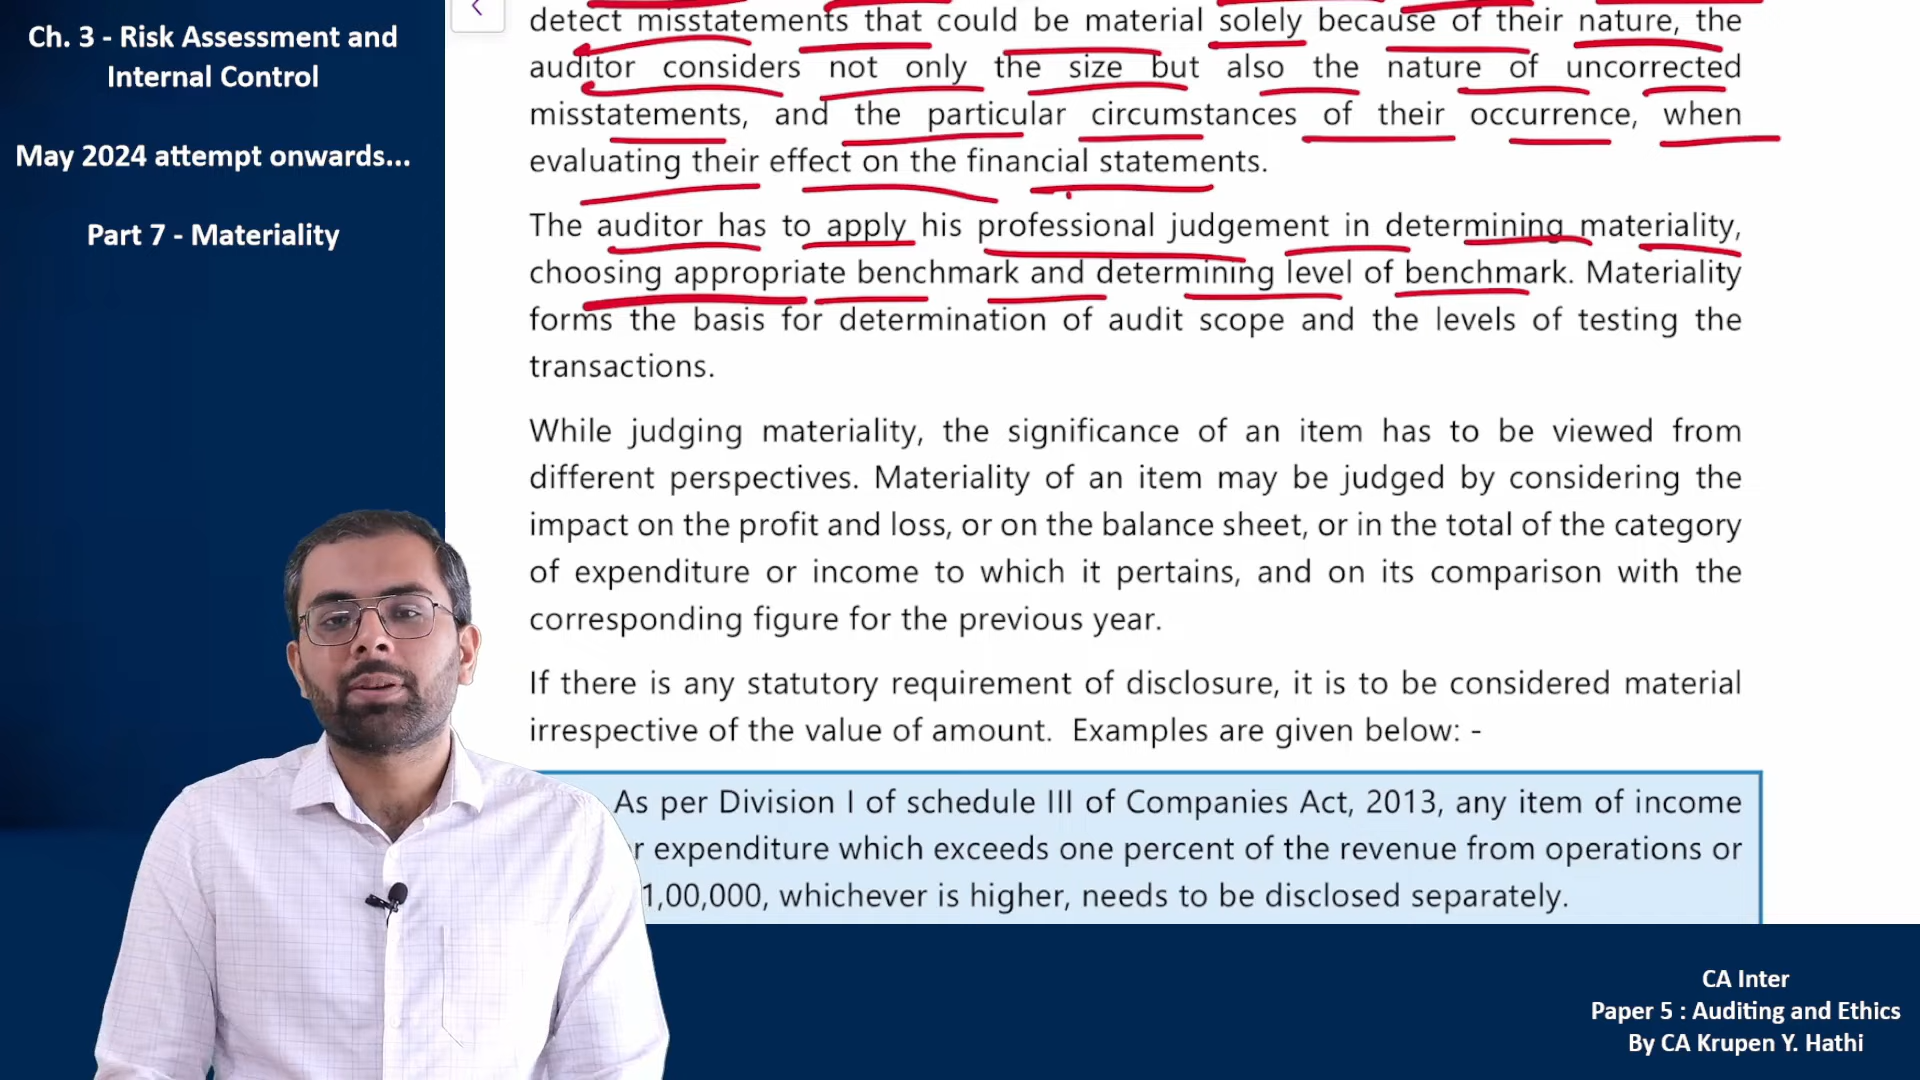 Ch. 3 - Risk Assessment and
Internal Control
May 2024 attempt onwards...
Part 7 - Materiality
detect misstatements that could be material solely because of their nature, the
auditor considers not only the size but also the nature of uncorrected
misstatements, and the particular circumstances of their occurrence, when
evaluating their effect on the financial statements.
The auditor has to apply his professional judgement in determining materiality,
choosing appropriate benchmark and determining level of benchmark. Materiality
forms the basis for determination of audit scope and the levels of testing the
transactions.
While judging materiality, the significance of an item has to be viewed from
different perspectives. Materiality of an item may be judged by considering the
impact on the profit and loss, or on the balance sheet, or in the total of the category
of expenditure or income to which it pertains, and on its comparison with the
corresponding figure for the previous year.
If there is any statutory requirement of disclosure, it is to be considered material
irrespective of the value of amount. Examples are given below: -
As per Division I of schedule III of Companies Act, 2013, any item of income
expenditure which exceeds one percent of the revenue from operations or
1,00,000, whichever is higher, needs to be disclosed separately.
CA Inter
Paper 5 : Auditing and Ethics
By CA Krupen Y. Hathi